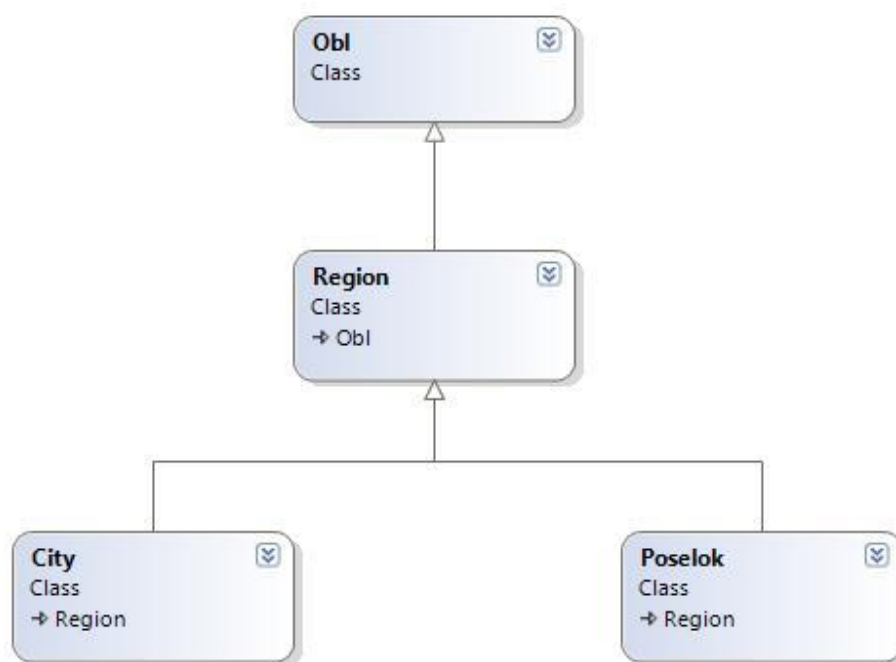 Obl
Class
Region
Class
Obl
City
Class
Region
Poselok
Class
Region